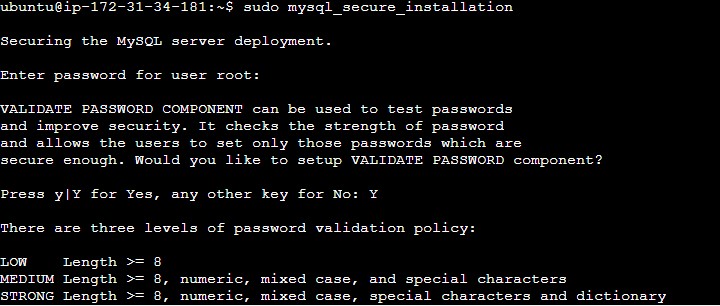 ubuntu@ip-172-31-34-181:~$ sudo mysql_secure_installation
Securing the MySQL server deployment.
Enter password for user root:
VALIDATE PASSWORD COMPONENT can be used to test passwords
and improve security. It checks the strength of password
and allows the users to set only those passwords which are
secure enough. Would you like to setup VALIDATE PASSWORD component?
Press y|Y for Yes, any other key for No: Y
There are three levels of password validation policy:
LOW    Length >= 8
MEDIUM Length >= 8, numeric, mixed case, and special characters
STRONG Length >= 8, numeric, mixed case, special characters and dictionary